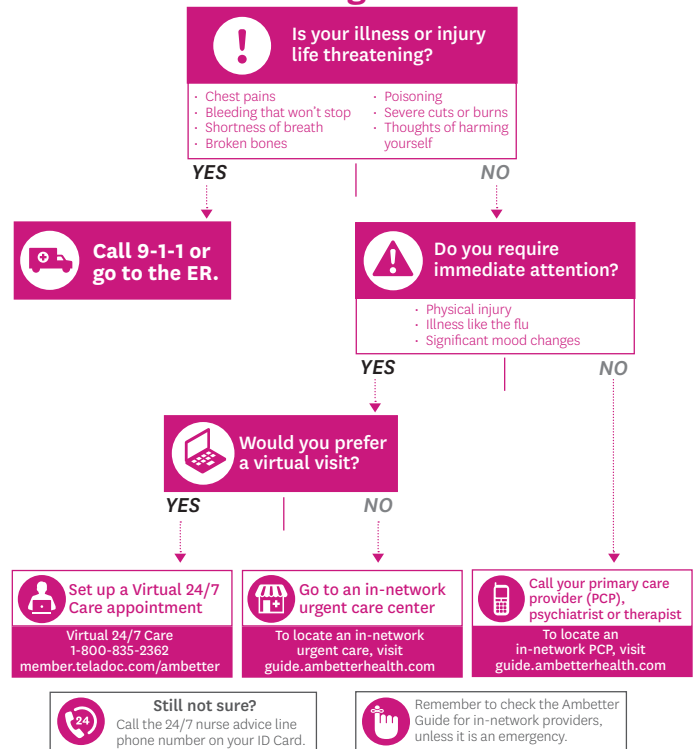 Is your illness or injury
life threatening?
· Chest pains
· Bleeding that won't stop
· Shortness of breath
· Broken bones
· Poisoning
· Severe cuts or burns
· Thoughts of harming
yourself
YES
NO
Call 9-1-1 or
go to the ER.
Do you require
immediate attention?
· Physical injury
· Illness like the flu
· Significant mood changes
YES
NO
Would you prefer
a virtual visit?
YES
NO
Set up a Virtual 24/7
Care appointment
Virtual 24/7 Care
1-800-835-2362
member.teladoc.com/ambetter
Go to an in-network
urgent care center
To locate an in-network
urgent care, visit
guide.ambetterhealth.com
Call your primary care
provider (PCP),
psychiatrist or therapist
To locate an
in-network PCP, visit
guide.ambetterhealth.com
24
Still not sure?
Call the 24/7 nurse advice line
phone number on your ID Card.
Remember to check the Ambetter
Guide for in-network providers,
unless it is an emergency.